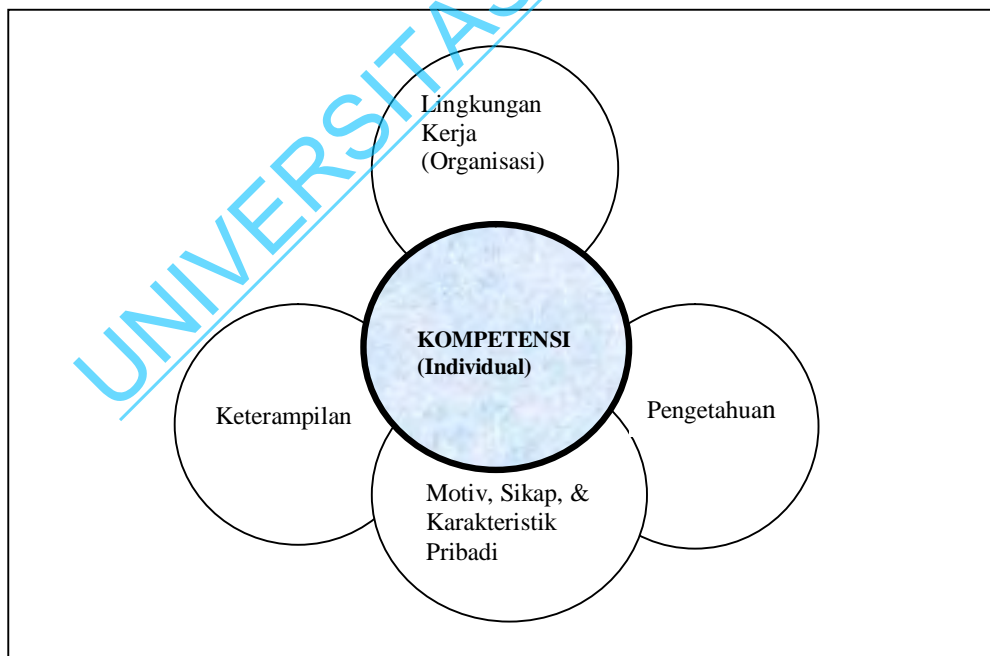 UNIVERSITAS
Lingkungan
Kerja
(Organisasi)
KOMPETENSI
(Individual)
Keterampilan
Pengetahuan
Motiv, Sikap, &
Karakteristik
Pribadi